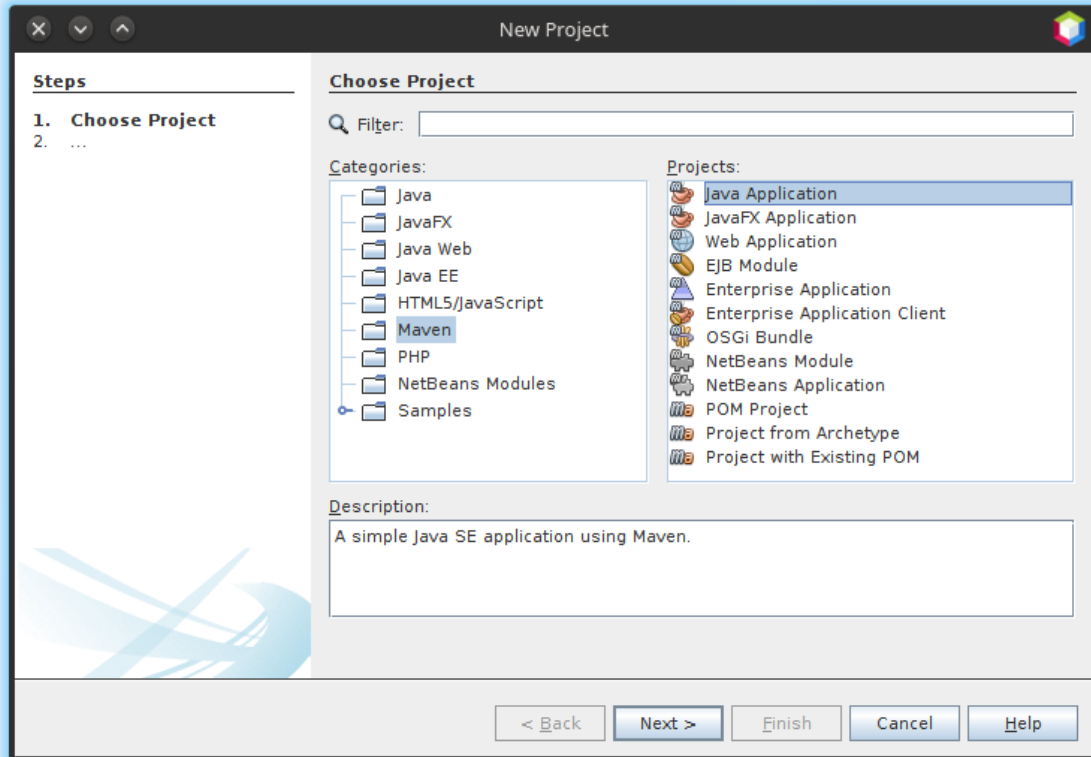 New Project
Steps
1. Choose Project
2. ...
Choose Project
Filter:
Categories:
Java
JavaFX
Java Web
Java EE
HTML5/JavaScript
Maven
PHP
NetBeans Modules
Samples
Projects:
Java Application
JavaFX Application
Web Application
EJB Module
Enterprise Application
Enterprise Application Client
OSGi Bundle
NetBeans Module
NetBeans Application
POM Project
Project from Archetype
Project with Existing POM
Description:
A simple Java SE application using Maven.
< Back
Next >
Finish
Cancel
Help